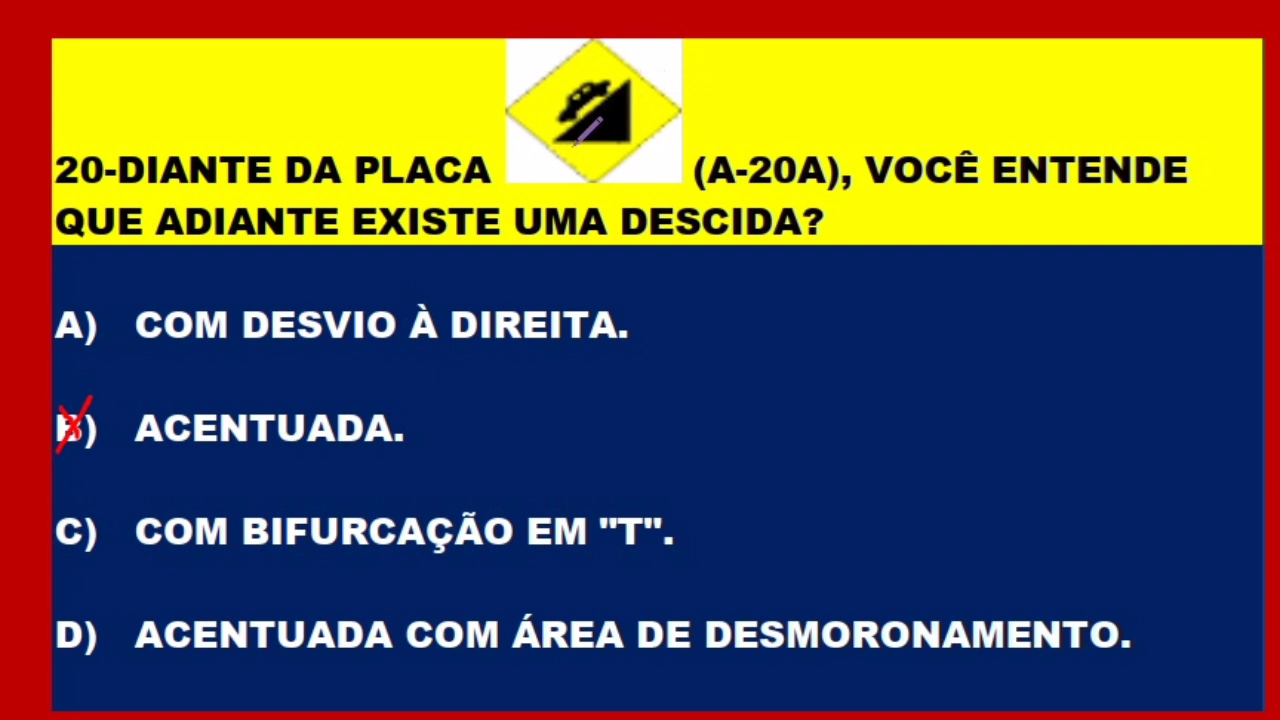 20-DIANTE DA PLACA (A-20A), VOCÊ ENTENDE
QUE ADIANTE EXISTE UMA DESCIDA?
A) COM DESVIO À DIREITA.
B) ACENTUADA.
C) COM BIFURCAÇÃO EM "T".
D) ACENTUADA COM ÁREA DE DESMORONAMENTO.